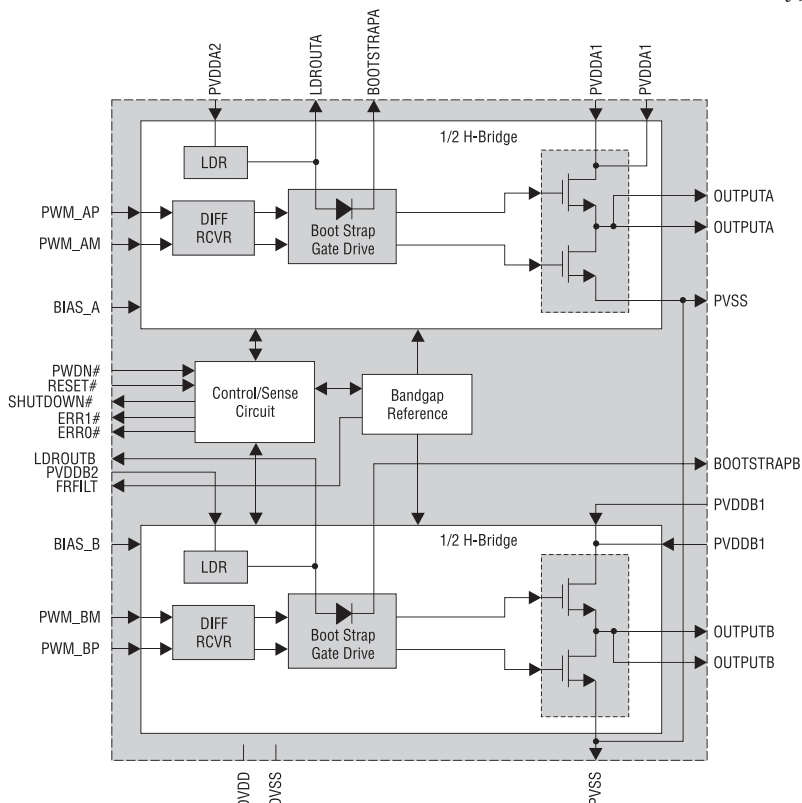 PVDDA2
LDROUTA
BOOTSTRAPA
PVDDA1
PVDDA1
1/2 H-Bridge
LDR
PWM_AP
PWM_AM
DIFF
RCVR
Boot Strap
Gate Drive
OUTPUTA
OUTPUTA
BIAS_A
PVSS
PWDN#
RESET#
SHUTDOWN#
ERR1#
ERR0#
Control/Sense
Circuit
Bandgap
Reference
LDROUTB
PVDDB2
FRFILT
BOOTSTRAPB
PVDDB1
PVDDB1
BIAS_B
1/2 H-Bridge
LDR
PWM_BM
PWM_BP
DIFF
RCVR
Boot Strap
Gate Drive
OUTPUTB
OUTPUTB
DVDD
DVSS
PVSS